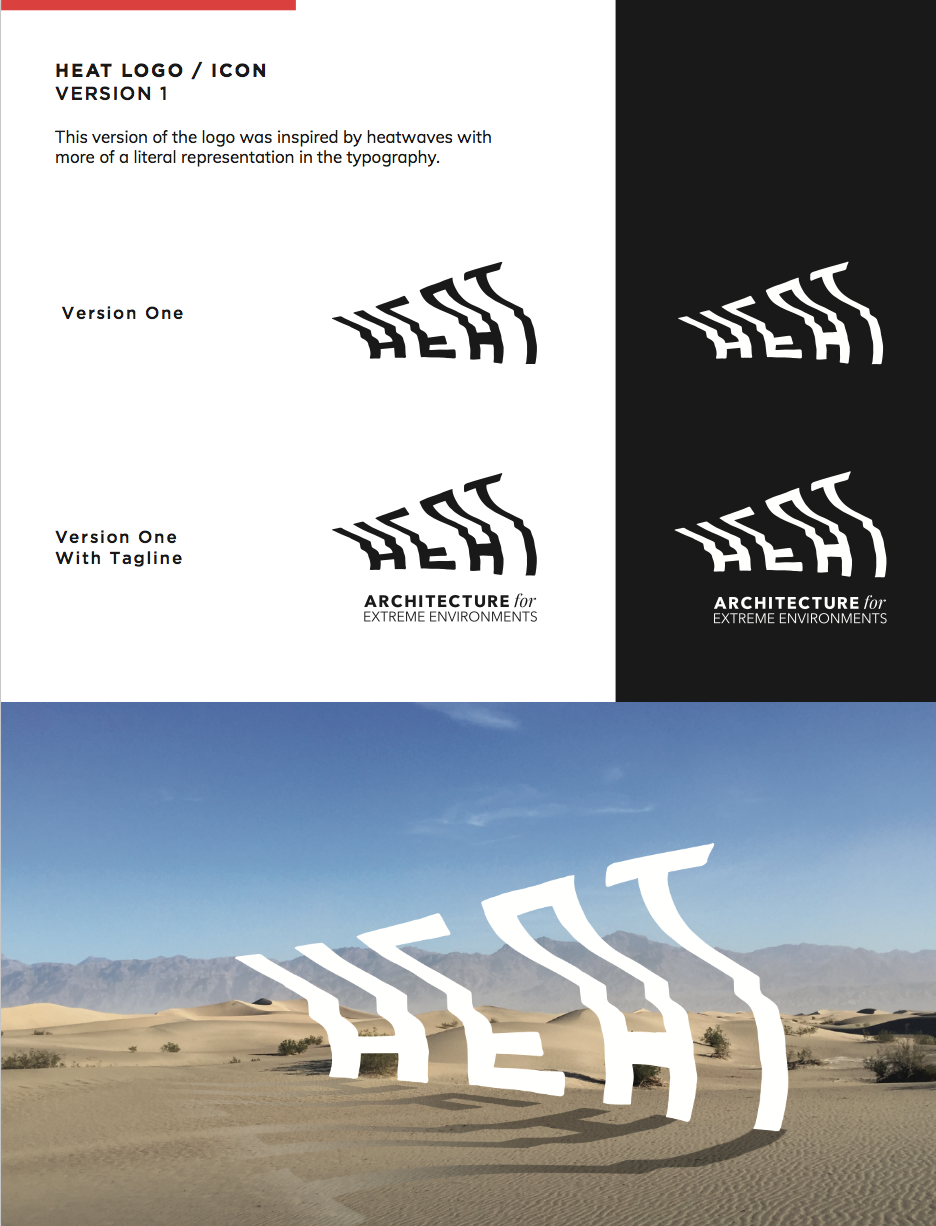 HEAT LOGO / ICON
VERSION 1
This version of the logo was inspired by heatwaves with
more of a literal representation in the typography.
Version One
HEAT
HEAT
Version One
With Tagline
HEAT
ARCHITECTURE for
EXTREME ENVIRONMENTS
HEAT
ARCHITECTURE for
EXTREME ENVIRONMENTS
HEAT